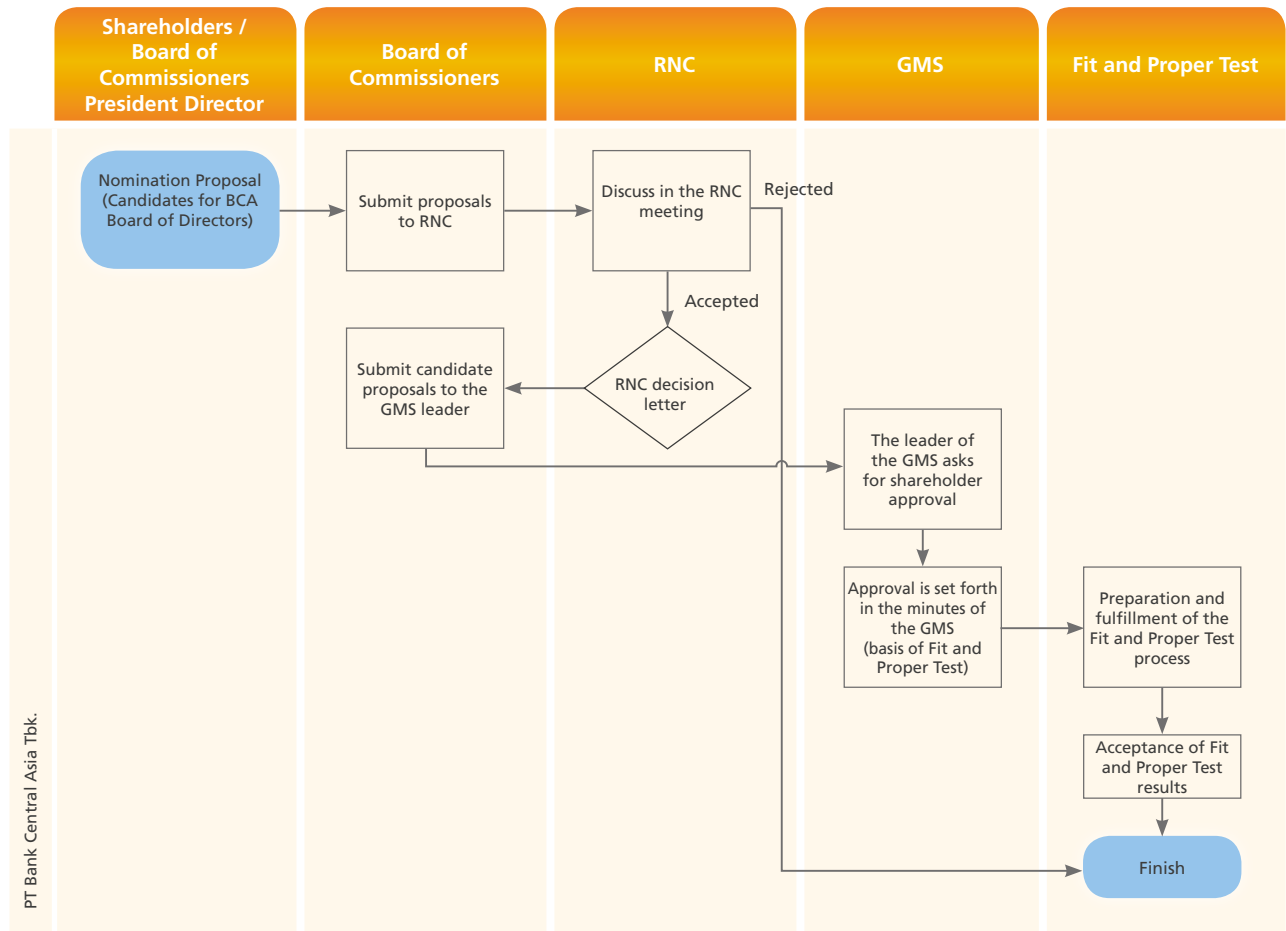 Shareholders /
Board of
Commissioners
President Director
Board of
Commissioners
RNC
GMS
Fit and Proper Test
Nomination Proposal
(Candidates for BCA
Board of Directors)
Submit proposals
to RNC
Discuss in the RNC
meeting
Rejected
Accepted
Submit candidate
proposals to the
GMS leader
RNC decision
letter
The leader of
the GMS asks
for shareholder
approval
Approval is set forth
in the minutes of
the GMS
(basis of Fit and
Proper Test)
Preparation and
fulfillment of the
Fit and Proper Test
process
Acceptance of Fit
and Proper Test
results
Finish
PT Bank Central Asia Tbk.